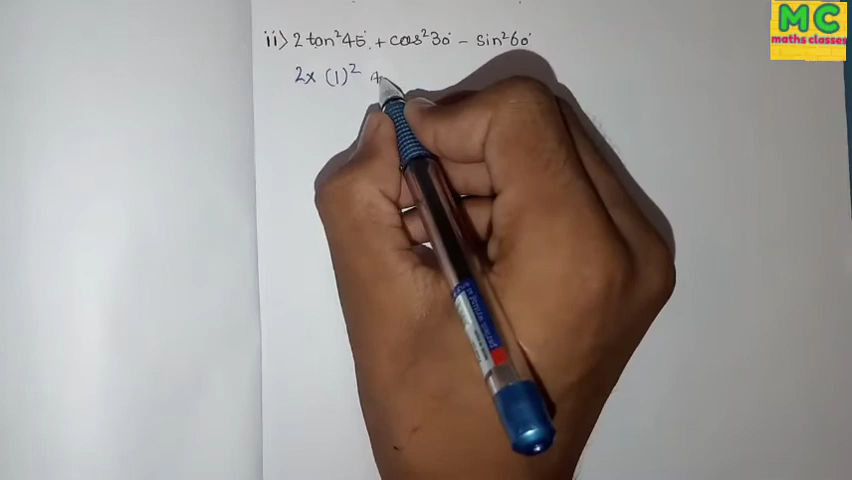 ii> 2 tan²45° + cos²30° - sin²60°
2x (1)² +
MC
maths classes